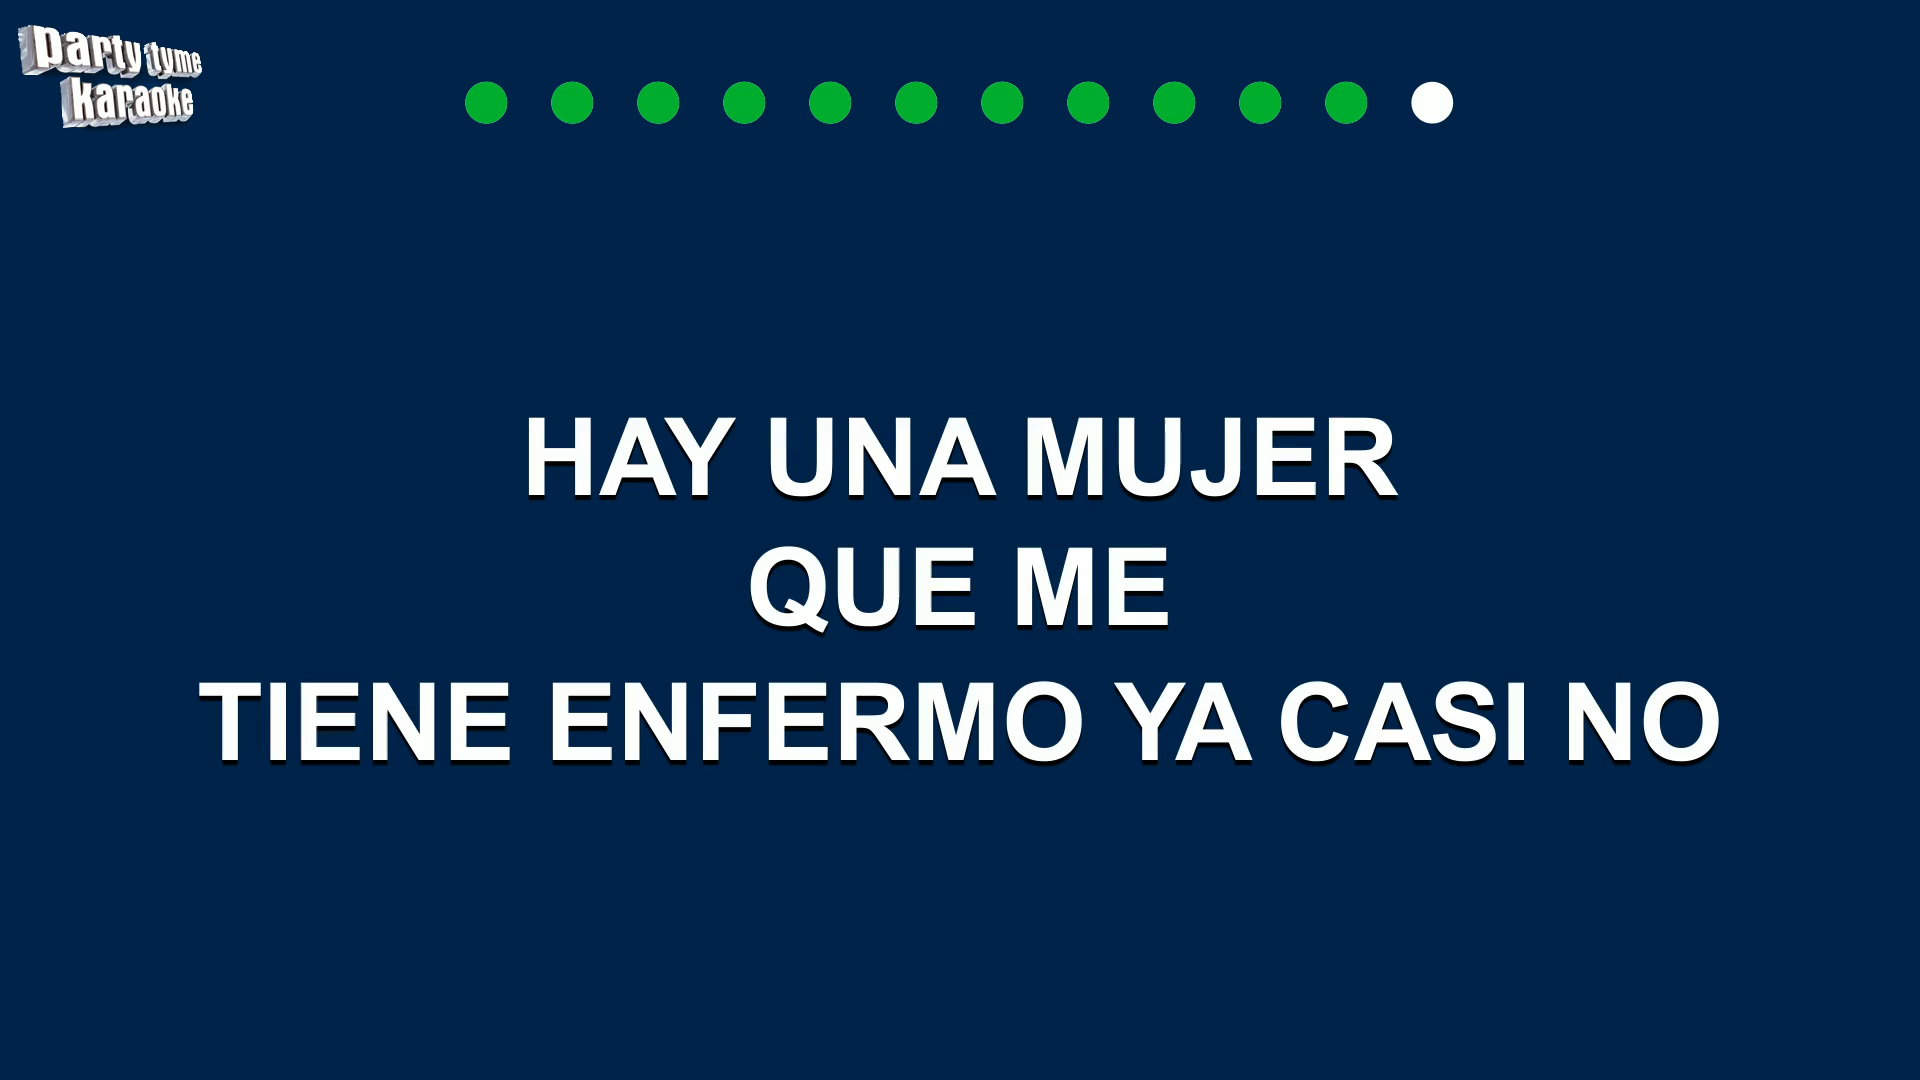 party tyme
karaoke
HAY UNA MUJER
QUE ME
TIENE ENFERMO YA CASI NO